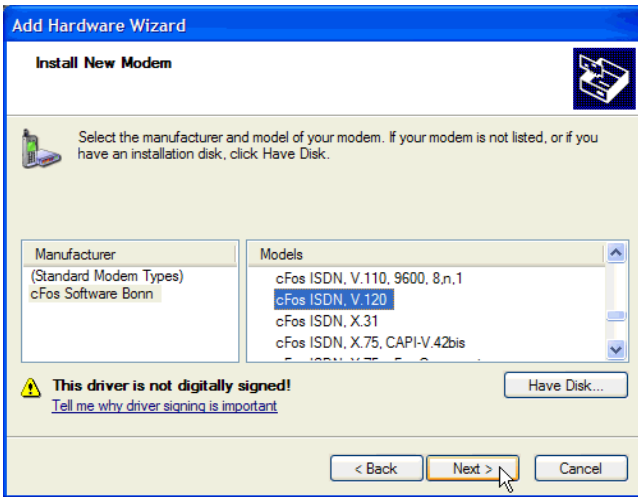 Add Hardware Wizard
Install New Modem
Select the manufacturer and model of your modem. If your modem is not listed, or if you
have an installation disk, click Have Disk.
Manufacturer
(Standard Modem Types)
cFos Software Bonn
Models
cFos ISDN, V.110, 9600, 8,n,1
cFos ISDN, V.120
cFos ISDN, X.31
cFos ISDN, X.75, CAPI-V.42bis
This driver is not digitally signed!
Tell me why driver signing is important
Have Disk...
< Back
Next >
Cancel